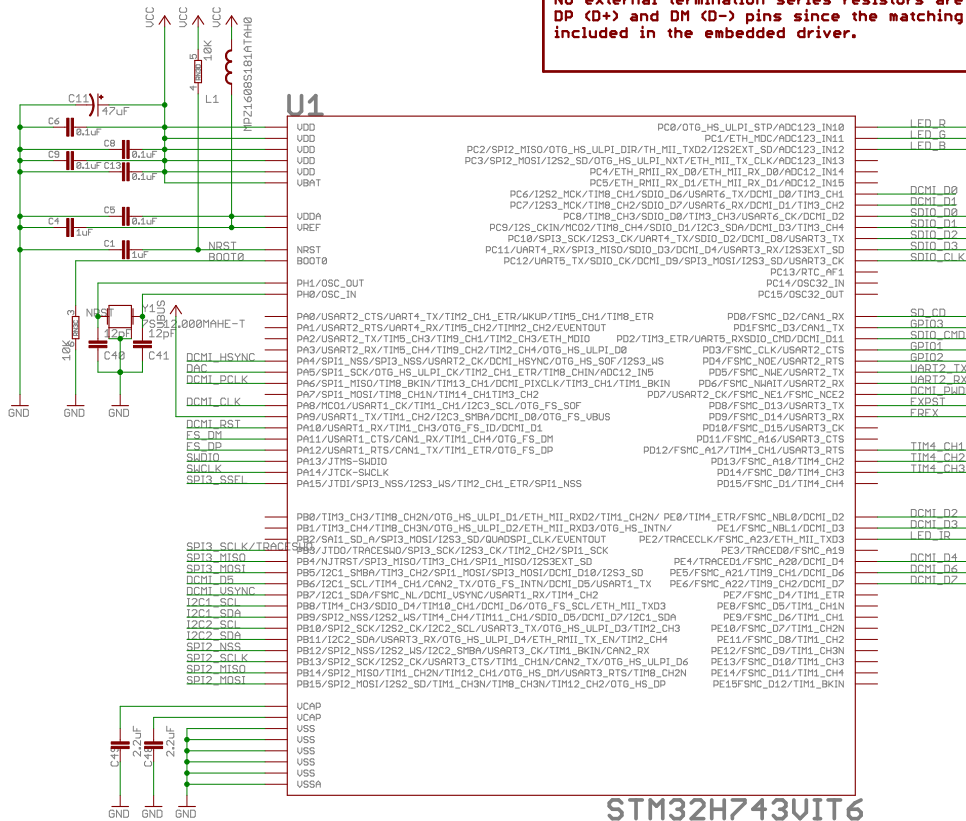 No external termination series resistors are
DP (D+) and DM (D-) pins since the matching
included in the embedded driver.
VCC
VCC
VCC
10K
L1
MPZ1608S181ATAH0
C11
47uF
C6
0.1uF
C8
0.1uF
C9
0.1uF
C13
0.1uF
C5
0.1uF
C4
1uF
C1
1uF
NRST
BOOT0
U1
VDD
VDD
VDD
VDD
VDD
VBAT
VDDA
VREF
NRST
BOOT0
PH1/OSC_OUT
PH0/OSC_IN
NRST
Y1
VBUS
7S-12.000MAHE-T
12pF
12pF
C40
C41
10K
GND
GND
GND
DCMI_HSYNC
DAC
DCMI_PCLK
DCMI_CLK
DCMI_RST
FS_DM
FS_DP
SWDIO
SWCLK
SPI3_SSEL
PA0/USART2_CTS/UART4_TX/TIM2_CH1_ETR/WKUP/TIM5_CH1/TIM8_ETR
PA1/USART2_RTS/UART4_RX/TIM5_CH2/TIMM2_CH2/EVENTOUT
PA2/USART2_TX/TIM5_CH3/TIM9_CH1/TIM2_CH3/ETH_MDIO
PA3/USART2_RX/TIM5_CH4/TIM9_CH2/TIM2_CH4/OTG_HS_ULPI_D0
PA4/SPI1_NSS/SPI3_NSS/USART2_CK/DCMI_HSYNC/OTG_HS_SOF/I2S3_WS
PA5/SPI1_SCK/OTG_HS_ULPI_CK/TIM2_CH1_ETR/TIM8_CHIN/ADC12_IN5
PA6/SPI1_MISO/TIM8_BKIN/TIM13_CH1/DCMI_PIXCLK/TIM3_CH1/TIM1_BKIN
PA7/SPI1_MOSI/TIM8_CH1N/TIM14_CH1TIM3_CH2
PA8/MCO1/USART1_CK/TIM1_CH1/I2C3_SCL/OTG_FS_SOF
PA9/USART1_TX/TIM1_CH2/I2C3_SMBA/DCMI_D0/OTG_FS_VBUS
PA10/USART1_RX/TIM1_CH3/OTG_FS_ID/DCMI_D1
PA11/USART1_CTS/CAN1_RX/TIM1_CH4/OTG_FS_DM
PA12/USART1_RTS/CAN1_TX/TIM1_ETR/OTG_FS_DP
PA13/JTMS-SWDIO
PA14/JTCK-SWCLK
PA15/JTDI/SPI3_NSS/I2S3_WS/TIM2_CH1_ETR/SPI1_NSS
SPI3_SCLK/TRACESWO
SPI3_MISO
SPI3_MOSI
DCMI_D5
DCMI_VSYNC
I2C1_SCL
I2C1_SDA
I2C2_SCL
I2C2_SDA
SPI2_NSS
SPI2_SCLK
SPI2_MISO
SPI2_MOSI
PB0/TIM3_CH3/TIM8_CH2N/OTG_HS_ULPI_D1/ETH_MII_RXD2/TIM1_CH2N/
PB1/TIM3_CH4/TIM8_CH3N/OTG_HS_ULPI_D2/ETH_MII_RXD3/OTG_HS_INTN/
PB2/SAI1_SD_A/SPI3_MOSI/I2S3_SD/QUADSPI_CLK/EVENTOUT
PB3/JTDO/TRACESWO/SPI3_SCK/I2S3_CK/TIM2_CH2/SPI1_SCK
PB4/NJTRST/SPI3_MISO/TIM3_CH1/SPI1_MISO/I2S3EXT_SD
PB5/I2C1_SMBA/TIM3_CH2/SPI1_MOSI/SPI3_MOSI/DCMI_D10/I2S3_SD
PB6/I2C1_SCL/TIM4_CH1/CAN2_TX/OTG_FS_INTN/DCMI_D5/USART1_TX
PB7/I2C1_SDA/FSMC_NL/DCMI_VSYNC/USART1_RX/TIM4_CH2
PB8/TIM4_CH3/SDIO_D4/TIM10_CH1/DCMI_D6/OTG_FS_SCL/ETH_MII_TXD3
PB9/SPI2_NSS/I2S2_WS/TIM4_CH4/TIM11_CH1/SDIO_D5/DCMI_D7/I2C1_SDA
PB10/SPI2_SCK/I2S2_CK/I2C2_SCL/USART3_TX/OTG_HS_ULPI_D3/TIM2_CH3
PB11/I2C2_SDA/USART3_RX/OTG_HS_ULPI_D4/ETH_RMII_TX_EN/TIM2_CH4
PB12/SPI2_NSS/I2S2_WS/I2C2_SMBA/USART3_CK/TIM1_BKIN/CAN2_RX
PB13/SPI2_SCK/I2S2_CK/USART3_CTS/TIM1_CH1N/CAN2_TX/OTG_HS_ULPI_D6
PB14/SPI2_MISO/TIM1_CH2N/TIM12_CH1/OTG_HS_DM/USART3_RTS/TIM8_CH2N
PB15/SPI2_MOSI/I2S2_SD/TIM1_CH3N/TIM8_CH3N/TIM12_CH2/OTG_HS_DP
VCAP
VCAP
VSS
VSS
VSS
VSS
VSS
VSSA
2.2uF
2.2uF
GND
GND
GND
PC0/OTG_HS_ULPI_STP/ADC123_IN10
PC1/ETH_MDC/ADC123_IN11
PC2/SPI2_MISO/OTG_HS_ULPI_DIR/TH_MII_TXD2/I2S2EXT_SD/ADC123_IN12
PC3/SPI2_MOSI/I2S2_SD/OTG_HS_ULPI_NXT/ETH_MII_TX_CLK/ADC123_IN13
PC4/ETH_RMII_RX_D0/ETH_MII_RX_D0/ADC12_IN14
PC5/ETH_RMII_RX_D1/ETH_MII_RX_D1/ADC12_IN15
PC6/I2S2_MCK/TIM8_CH1/SDIO_D6/USART6_TX/DCMI_D0/TIM3_CH1
PC7/I2S3_MCK/TIM8_CH2/SDIO_D7/USART6_RX/DCMI_D1/TIM3_CH2
PC8/TIM8_CH3/SDIO_D0/TIM3_CH3/USART6_CK/DCMI_D2
PC9/I2S_CKIN/MCO2/TIM8_CH4/SDIO_D1/I2C3_SDA/DCMI_D3/TIM3_CH4
PC10/SPI3_SCK/I2S3_CK/UART4_TX/SDIO_D2/DCMI_D8/USART3_TX
PC11/UART4_RX/SPI3_MISO/SDIO_D3/DCMI_D4/USART3_RX/I2S3EXT_SD
PC12/UART5_TX/SDIO_CK/DCMI_D9/SPI3_MOSI/I2S3_SD/USART3_CK
PC13/RTC_AF1
PC14/OSC32_IN
PC15/OSC32_OUT
PD0/FSMC_D2/CAN1_RX
PD1FSMC_D3/CAN1_TX
PD2/TIM3_ETR/UART5_RXSDIO_CMD/DCMI_D11
PD3/FSMC_CLK/USART2_CTS
PD4/FSMC_NOE/USART2_RTS
PD5/FSMC_NWE/USART2_TX
PD6/FSMC_NWAIT/USART2_RX
PD7/USART2_CK/FSMC_NE1/FSMC_NCE2
PD8/FSMC_D13/USART3_TX
PD9/FSMC_D14/USART3_RX
PD10/FSMC_D15/USART3_CK
PD11/FSMC_A16/USART3_CTS
PD12/FSMC_A17/TIM4_CH1/USART3_RTS
PD13/FSMC_A18/TIM4_CH2
PD14/FSMC_D0/TIM4_CH3
PD15/FSMC_D1/TIM4_CH4
PE0/TIM4_ETR/FSMC_NBL0/DCMI_D2
PE1/FSMC_NBL1/DCMI_D3
PE2/TRACECLK/FSMC_A23/ETH_MII_TXD3
PE3/TRACED0/FSMC_A19
PE4/TRACED1/FSMC_A20/DCMI_D4
PE5/FSMC_A21/TIM9_CH1/DCMI_D6
PE6/FSMC_A22/TIM9_CH2/DCMI_D7
PE7/FSMC_D4/TIM1_ETR
PE8/FSMC_D5/TIM1_CH1N
PE9/FSMC_D6/TIM1_CH1
PE10/FSMC_D7/TIM1_CH2N
PE11/FSMC_D8/TIM1_CH2
PE12/FSMC_D9/TIM1_CH3N
PE13/FSMC_D10/TIM1_CH3
PE14/FSMC_D11/TIM1_CH4
PE15FSMC_D12/TIM1_BKIN
LED_R
LED_G
LED_B
DCMI_D0
DCMI_D1
SDIO_D0
SDIO_D1
SDIO_D2
SDIO_D3
SDIO_CLK
SD_CD
GPIO3
SDIO_CMD
GPIO1
GPIO2
UART2_TX
UART2_RX
DCMI_PWD
EXPST
FREX
TIM4_CH1
TIM4_CH2
TIM4_CH3
DCMI_D2
DCMI_D3
LED_IR
DCMI_D4
DCMI_D6
DCMI_D7
STM32H743VIT6